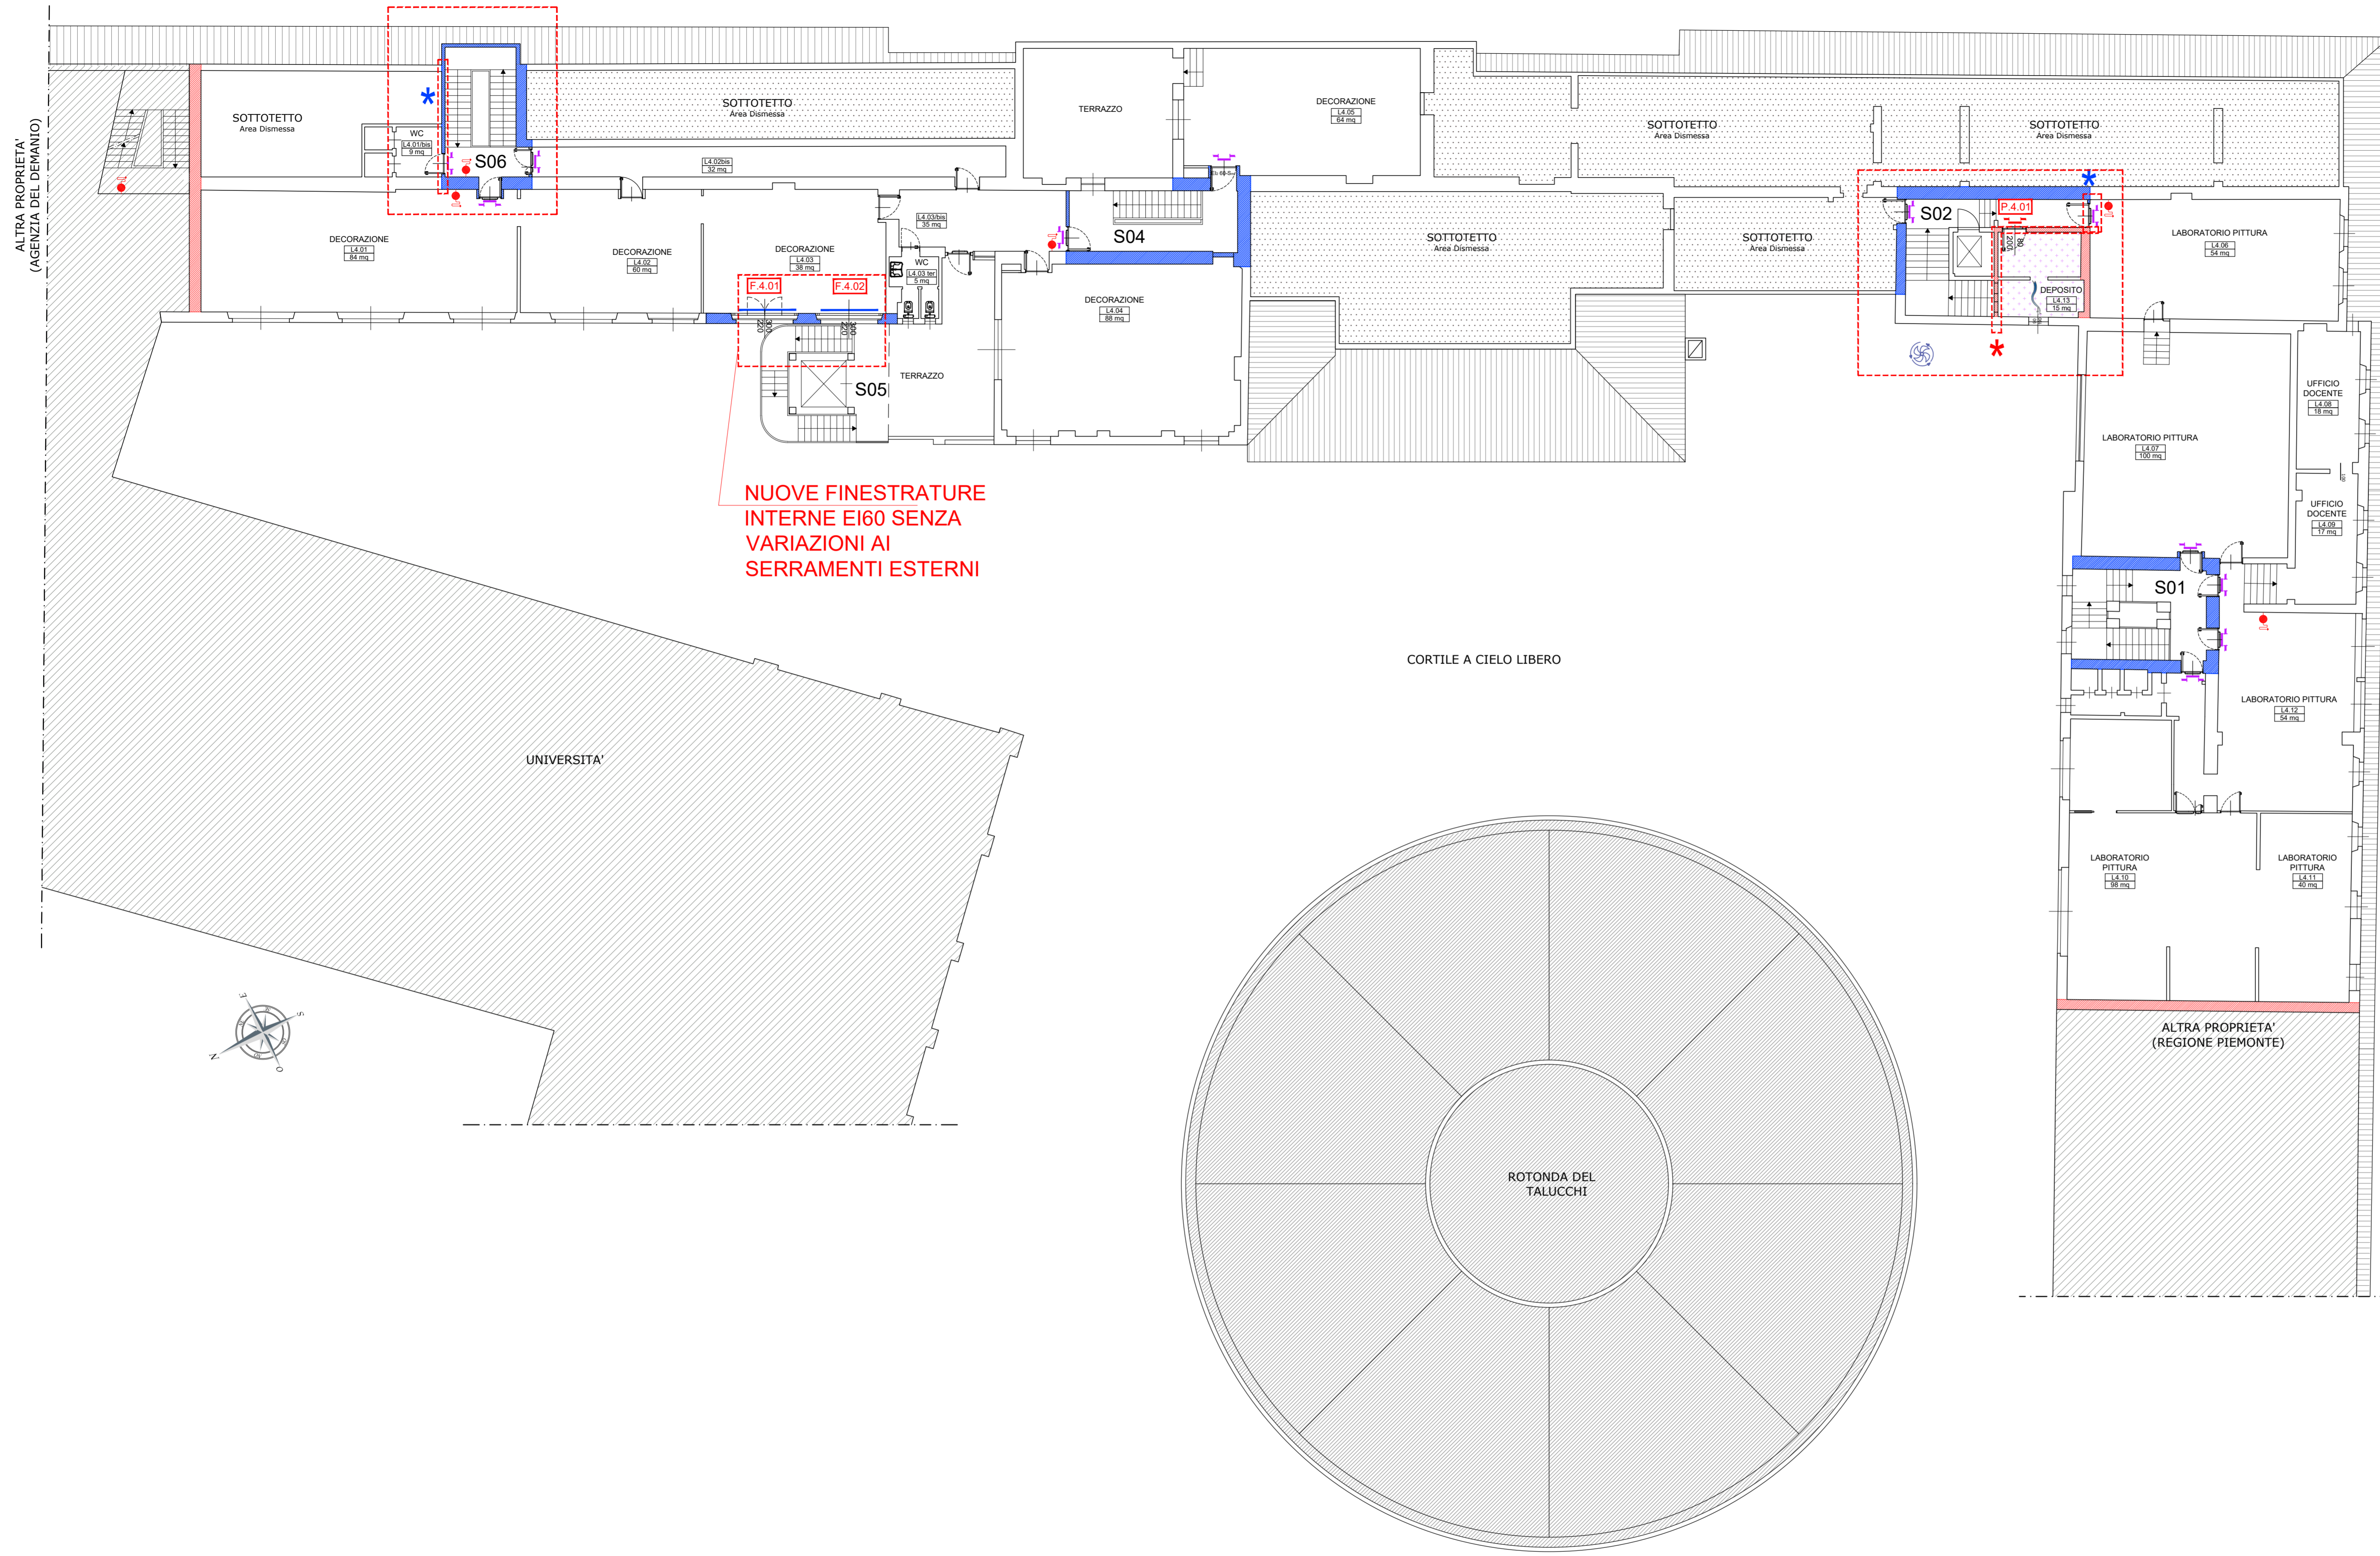 ALTRA PROPRIETA'
(AGENZIA DEL DEMANIO)
SOTTOTETTO
Area Dismessa
*
WC
L4.01/bis
9 mq
S06
SOTTOTETTO
Area Dismessa
L4.02bis
32 mq
TERRAZZO
DECORAZIONE
L4.05
64 mq
SOTTOTETTO
Area Dismessa
SOTTOTETTO
Area Dismessa
DECORAZIONE
L4.01
84 mq
DECORAZIONE
L4.02
60 mq
DECORAZIONE
L4.03
38 mq
L4.03/bis
35 mq
WC
L4.03 ter
5 mq
F.4.01
F.4.02
300
220
300
220
S05
TERRAZZO
S04
DECORAZIONE
L4.04
88 mq
SOTTOTETTO
Area Dismessa
SOTTOTETTO
Area Dismessa
S02
P.4.01
*
80
200
DEPOSITO
L4.13
15 mq
*
LABORATORIO PITTURA
L4.06
54 mq
UFFICIO
DOCENTE
L4.08
18 mq
LABORATORIO PITTURA
L4.07
100 mq
UFFICIO
DOCENTE
L4.09
17 mq
NUOVE FINESTRATURE
INTERNE EI60 SENZA
VARIAZIONI AI
SERRAMENTI ESTERNI
S01
CORTILE A CIELO LIBERO
LABORATORIO PITTURA
L4.12
54 mq
UNIVERSITA'
LABORATORIO
PITTURA
L4.10
98 mq
LABORATORIO
PITTURA
L4.11
40 mq
E
S
N
O
ALTRA PROPRIETA'
(REGIONE PIEMONTE)
ROTONDA DEL
TALUCCHI